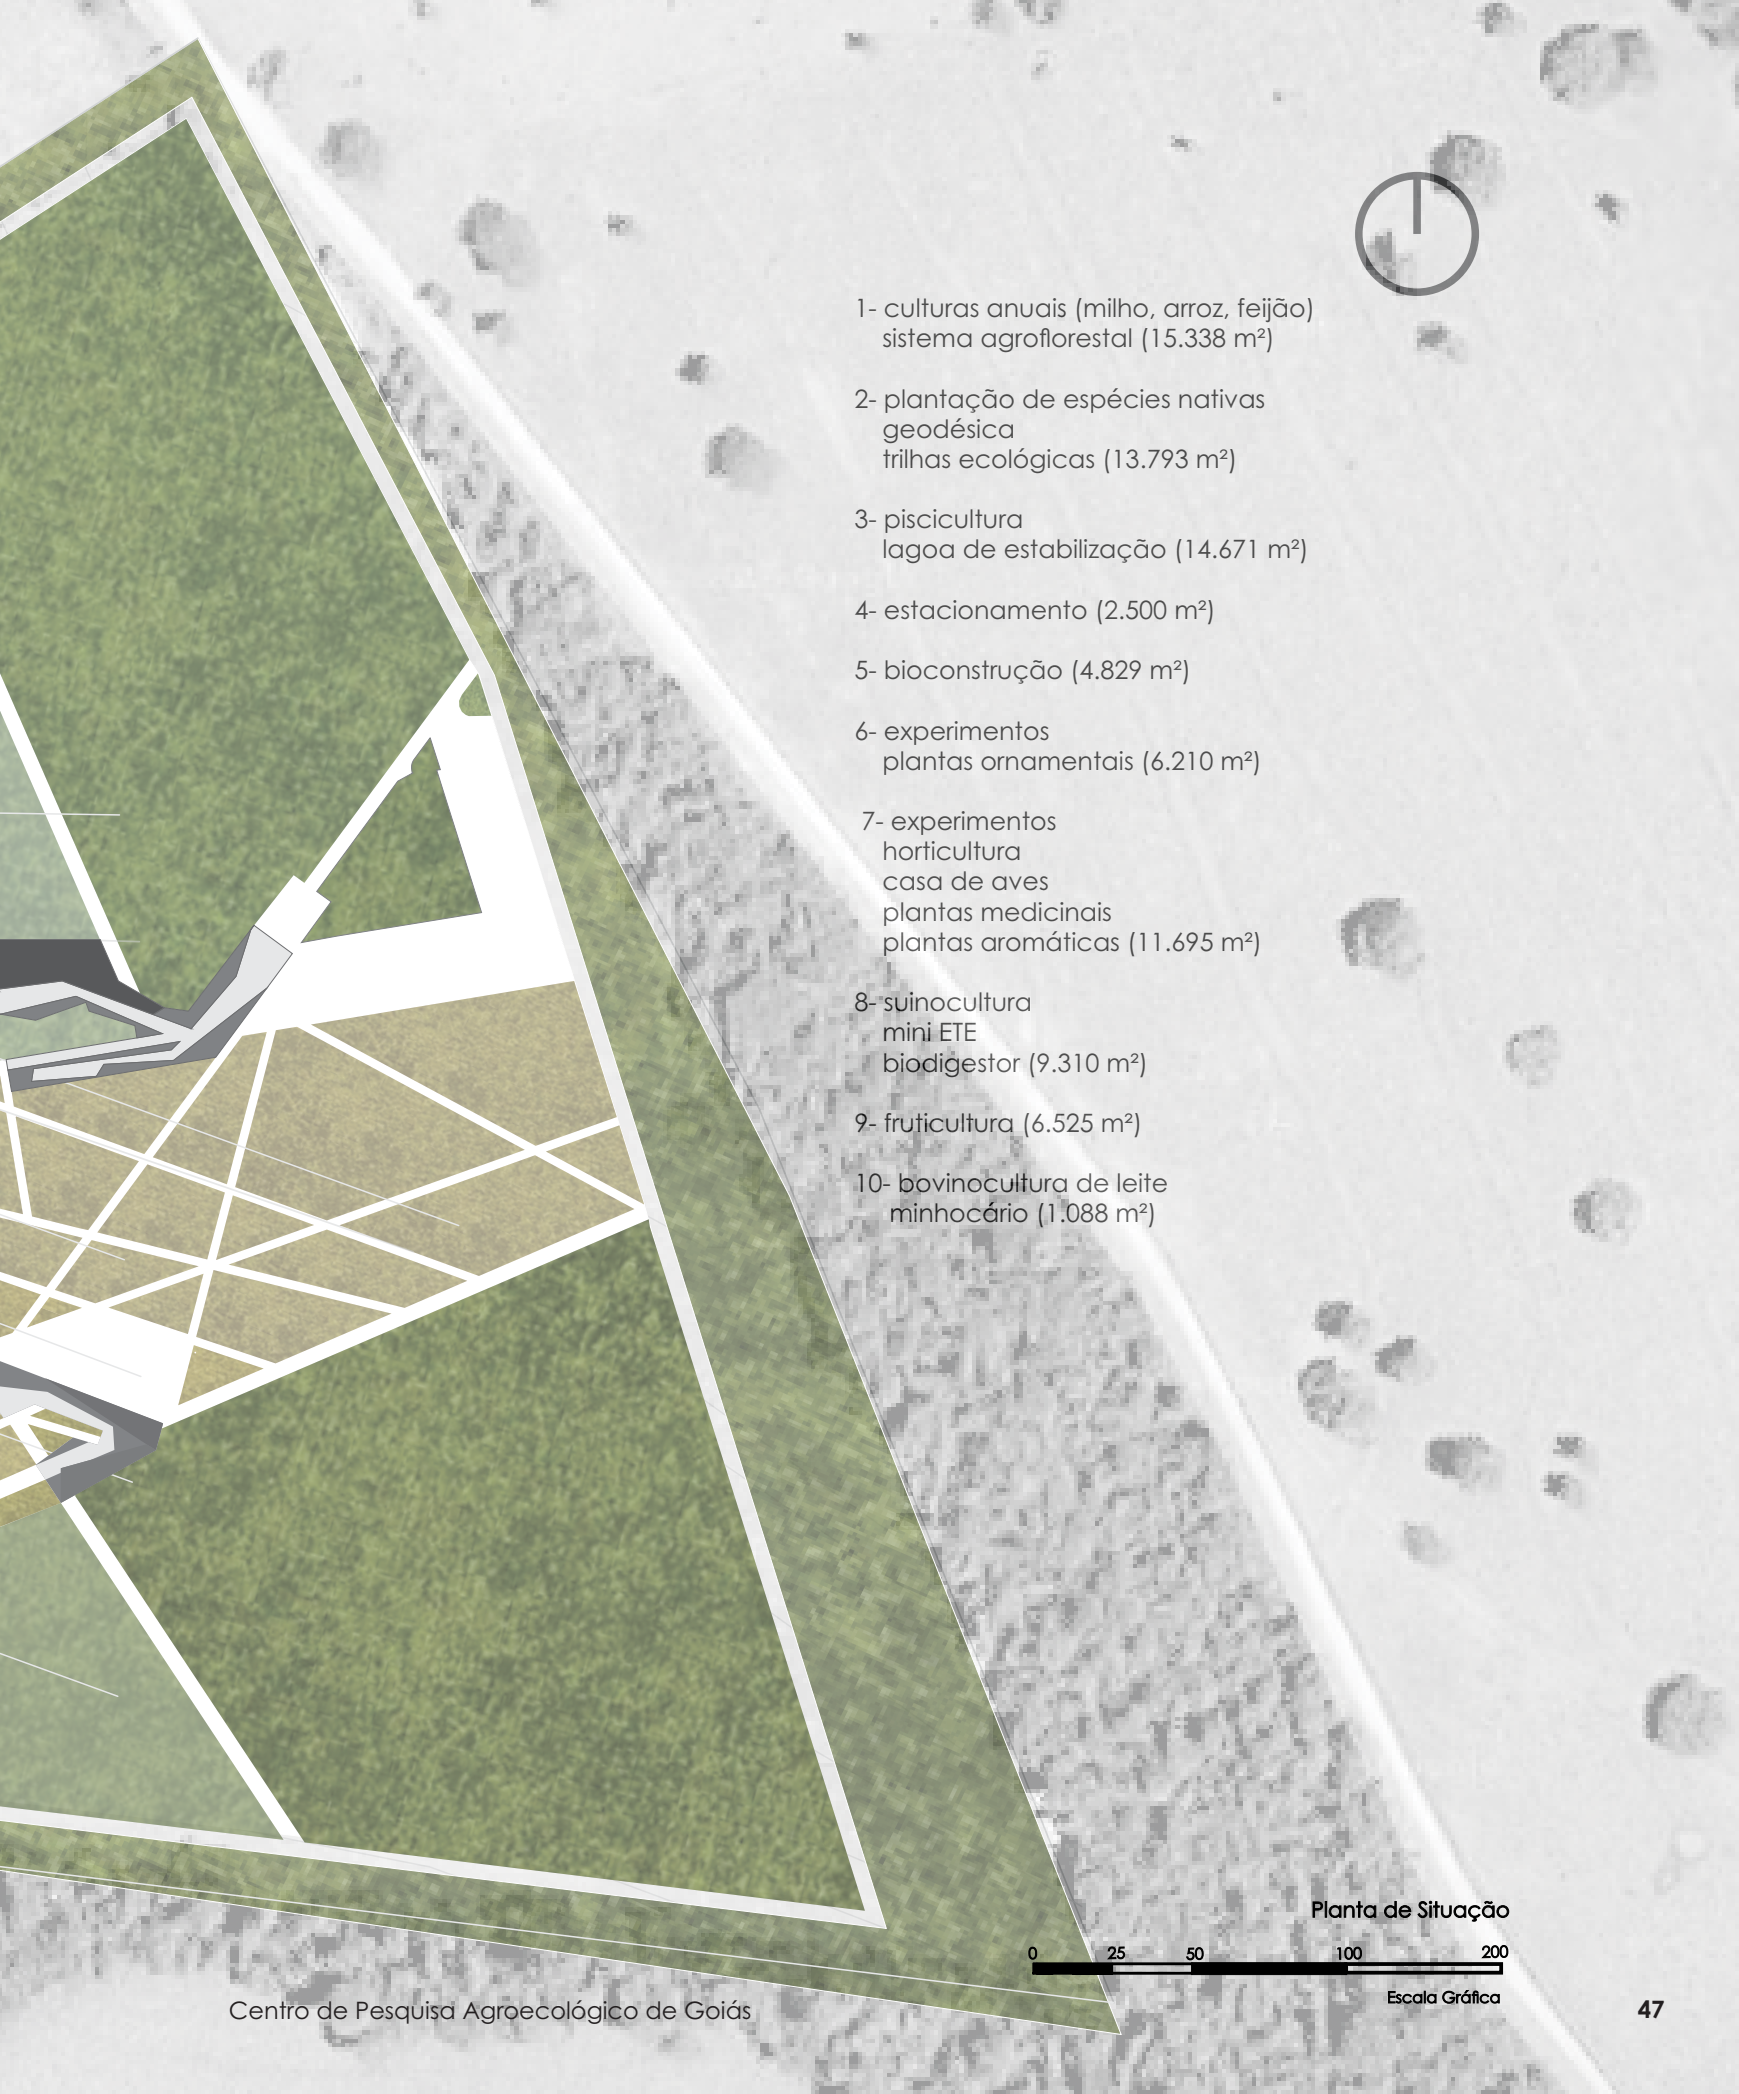 1- culturas anuais (milho, arroz, feijão)
sistema agroflorestal (15.338 m²)
2- plantação de espécies nativas
geodésica
trilhas ecológicas (13.793 m²)
3- piscicultura
lagoa de estabilização (14.671 m²)
4- estacionamento (2.500 m²)
5- bioconstrução (4.829 m²)
6- experimentos
plantas ornamentais (6.210 m²)
7- experimentos
horticultura
casa de aves
plantas medicinais
plantas aromáticas (11.695 m²)
8- suinocultura
mini ETE
biodigestor (9.310 m²)
9- fruticultura (6.525 m²)
10- bovinocultura de leite
minhocário (1.088 m²)
Planta de Situação
0 25 50 100 200
Escala Gráfica
Centro de Pesquisa Agroecológico de Goiás
47